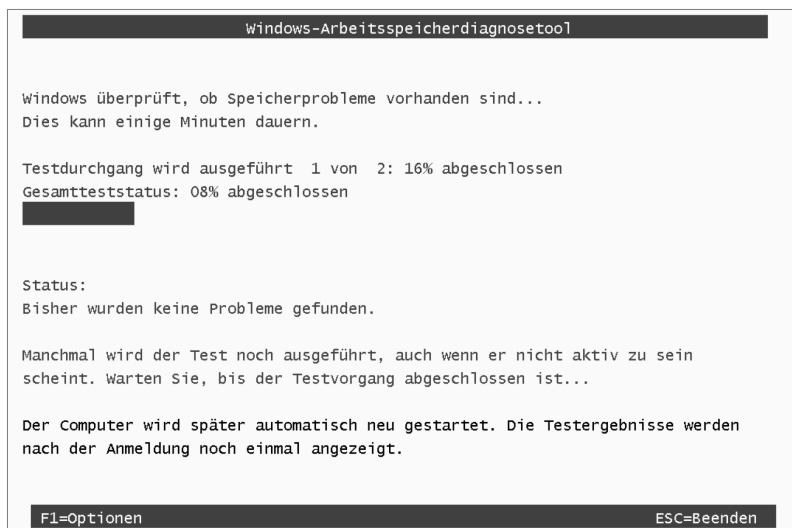 Windows-Arbeitsspeicherdiagnosetool
Windows überprüft, ob Speicherprobleme vorhanden sind...
Dies kann einige Minuten dauern.
Testdurchgang wird ausgeführt  1 von  2: 16% abgeschlossen
Gesamtteststatus: 08% abgeschlossen
Status:
Bisher wurden keine Probleme gefunden.
Manchmal wird der Test noch ausgeführt, auch wenn er nicht aktiv zu sein
scheint. Warten Sie, bis der Testvorgang abgeschlossen ist...
Der Computer wird später automatisch neu gestartet. Die Testergebnisse werden
nach der Anmeldung noch einmal angezeigt.
F1=Optionen ESC=Beenden